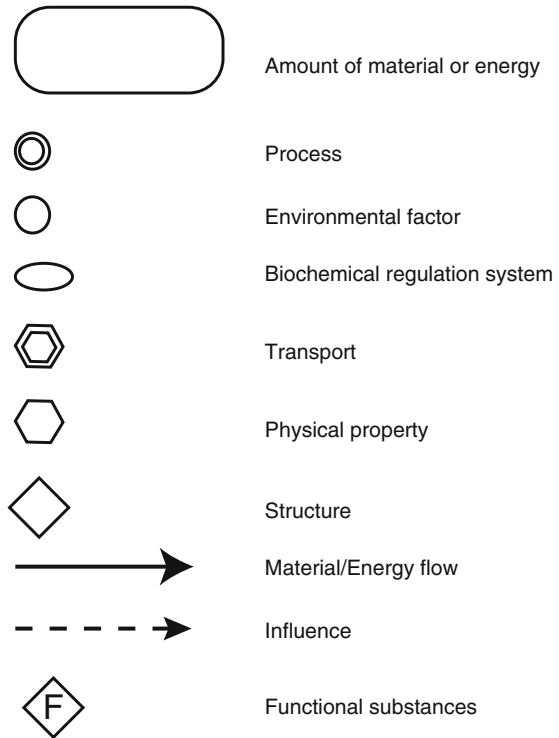 Amount of material or energy
Process
Environmental factor
Biochemical regulation system
Transport
Physical property
Structure
Material/Energy flow
Influence
F Functional substances